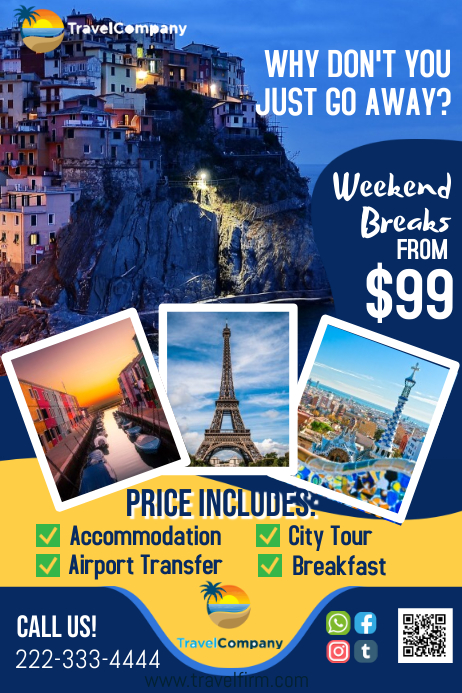 TravelCompany
WHY DON'T YOU
JUST GO AWAY?
Weekend
Breaks
FROM
$99
PRICE INCLUDES:
Accommodation
City Tour
Airport Transfer
Breakfast
CALL US!
222-333-4444
TravelCompany
www.travelfirm.com